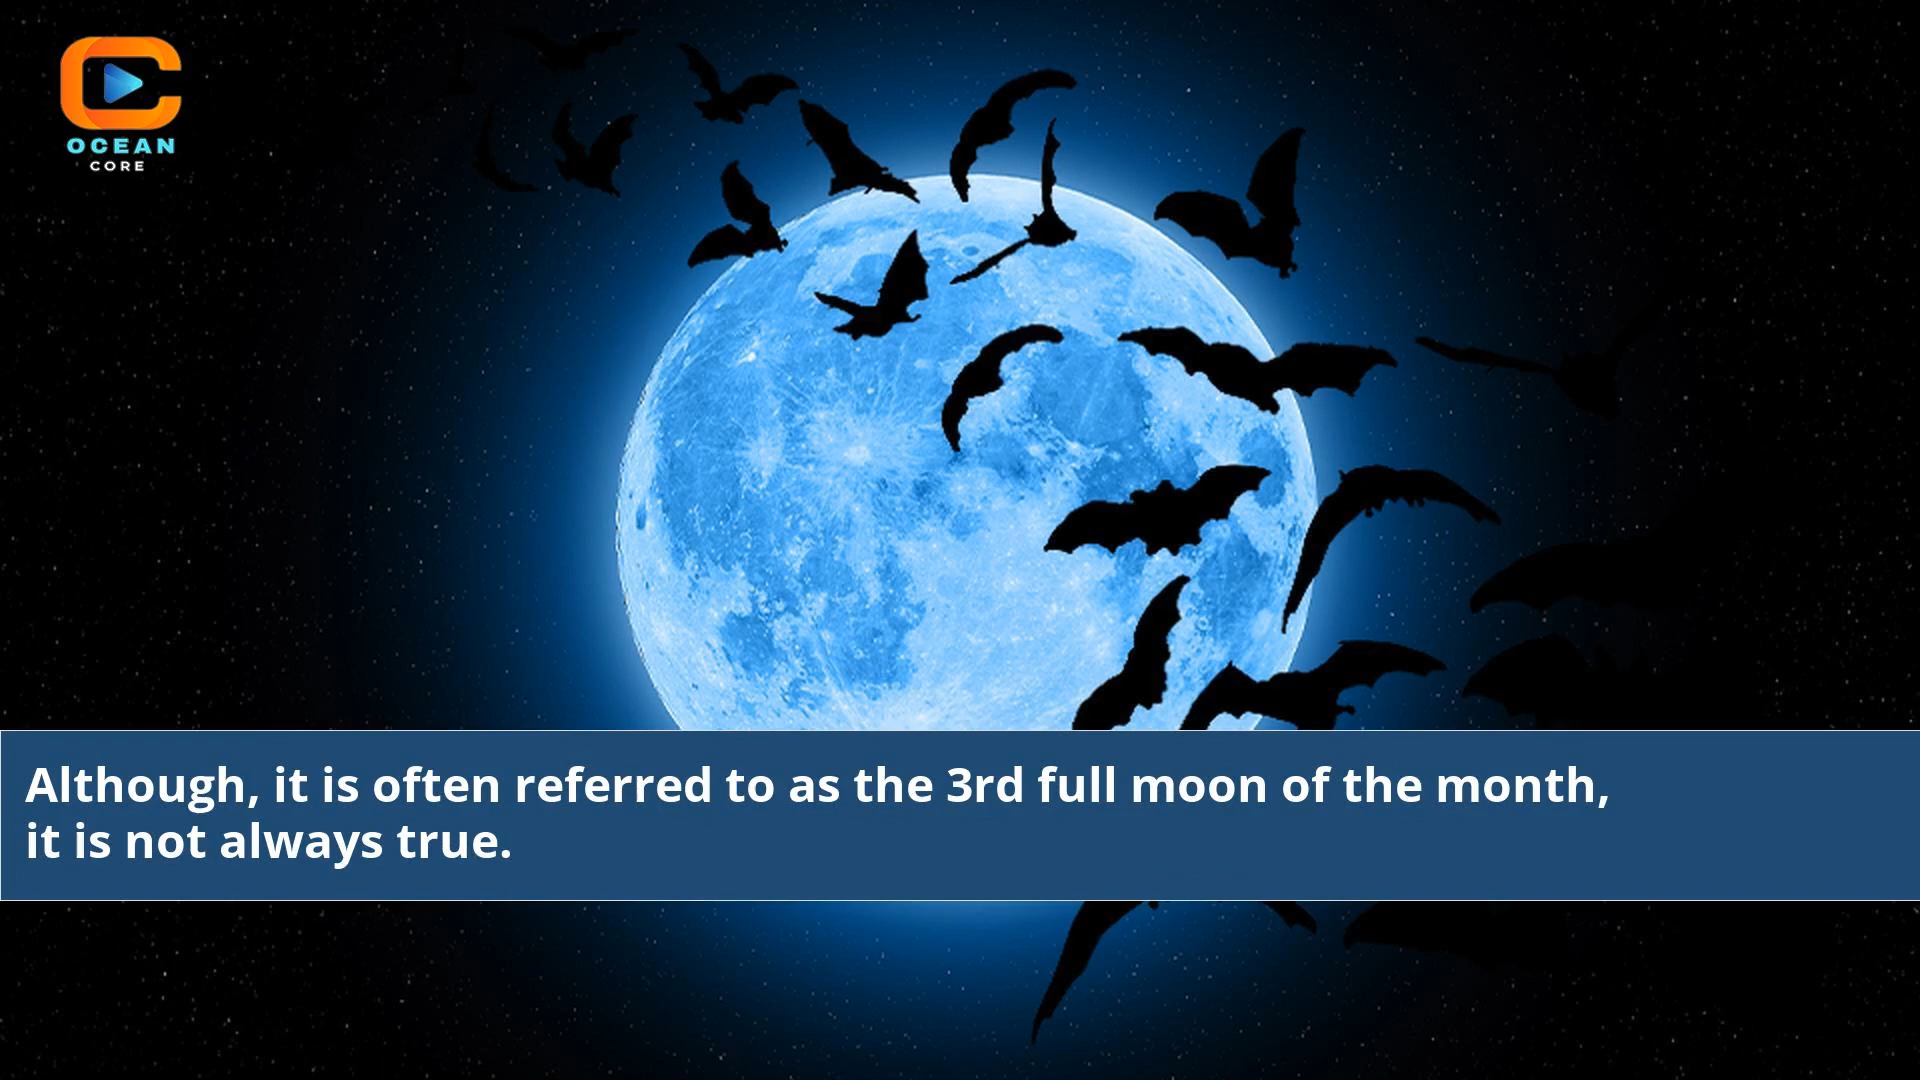 OCEAN
CORE
Although, it is often referred to as the 3rd full moon of the month,
it is not always true.